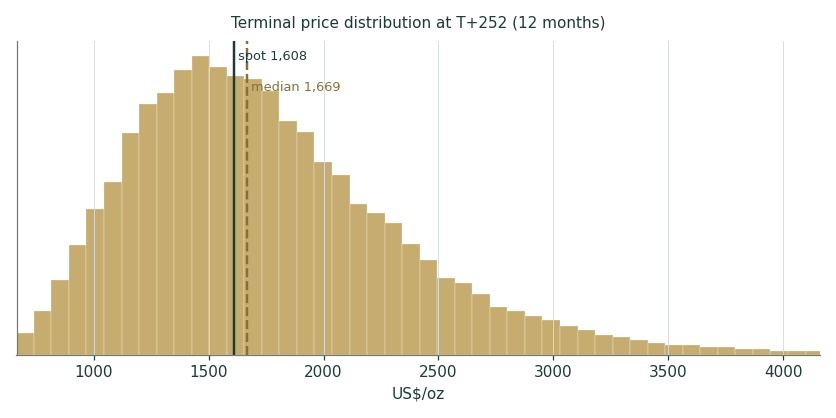 Terminal price distribution at T+252 (12 months)
spot 1,608
median 1,669
1000 1500 2000 2500 3000 3500 4000
US$/oz